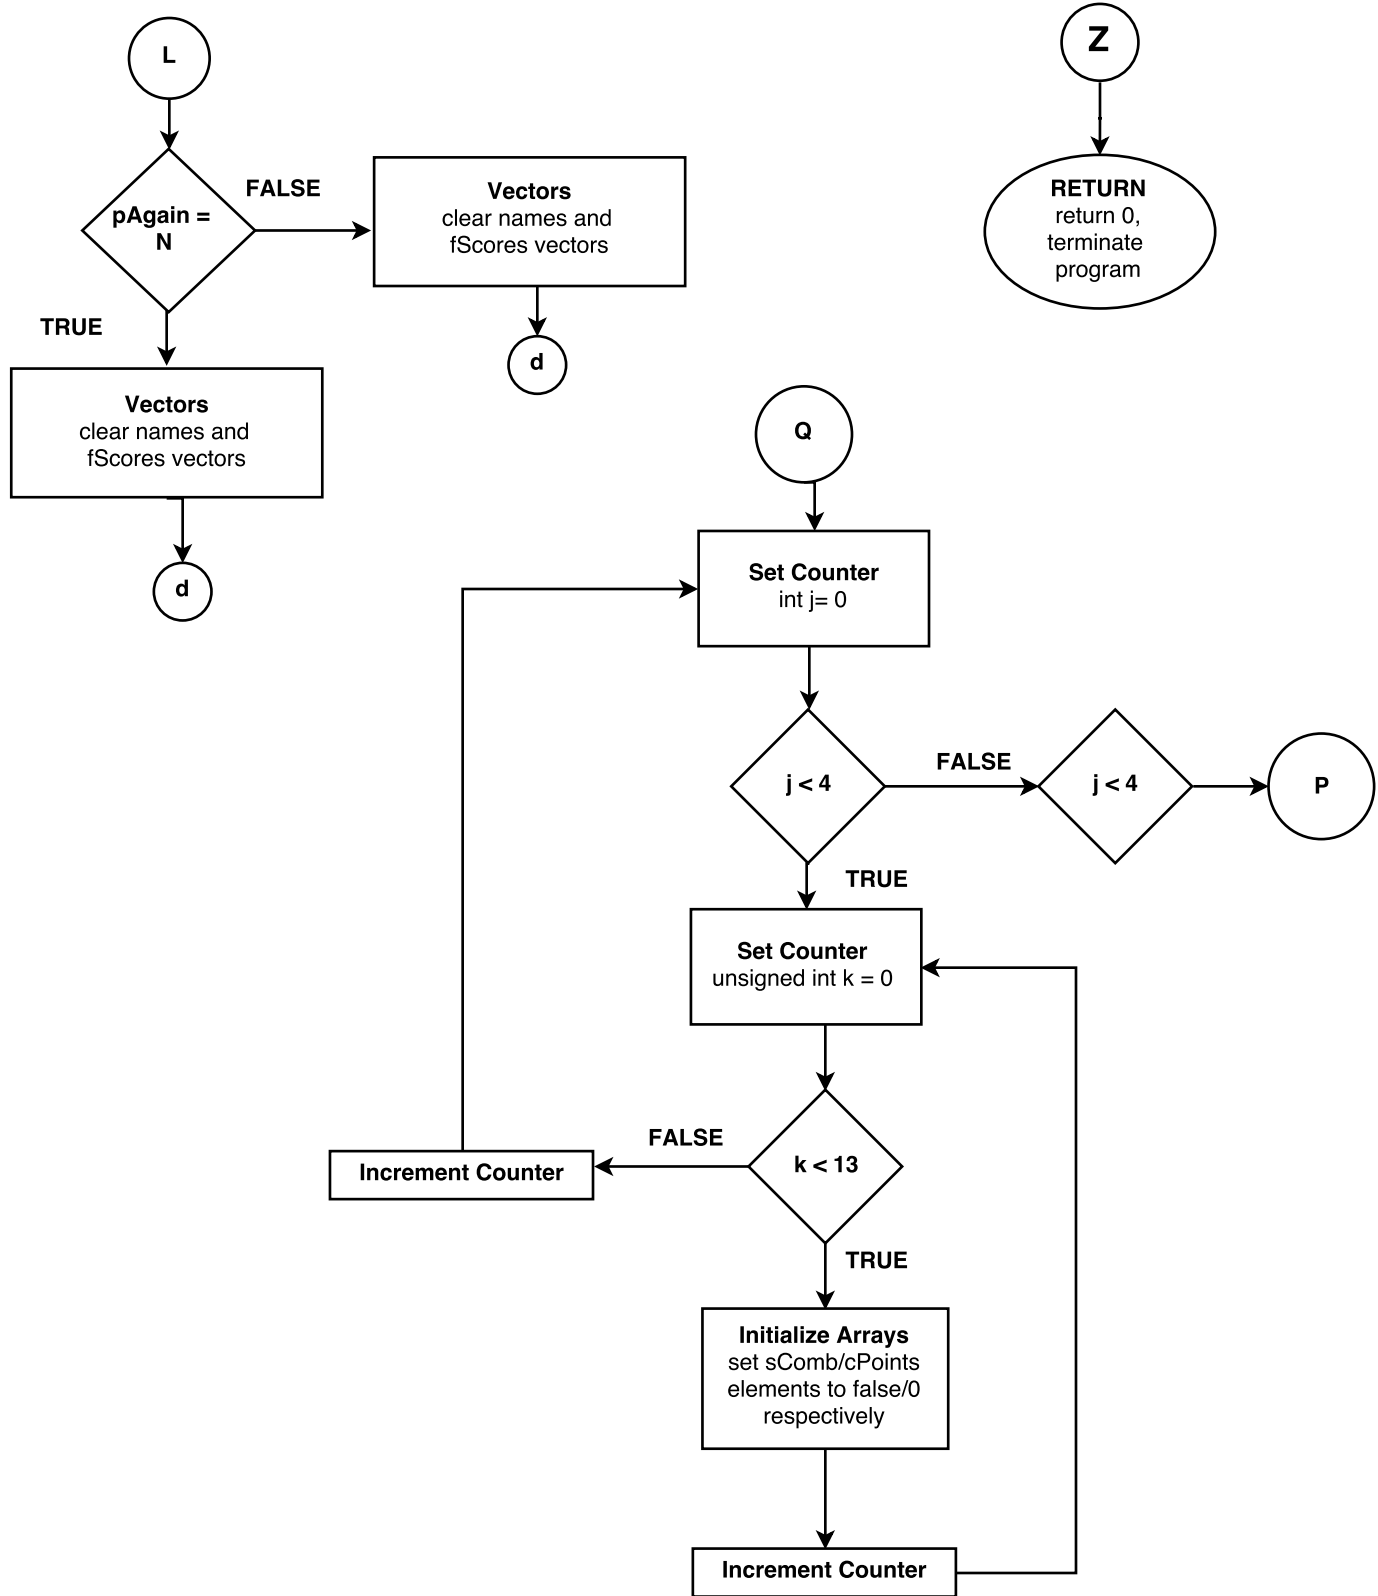 L
pAgain =
N
FALSE
Vectors
clear names and
fScores vectors
d
TRUE
Vectors
clear names and
fScores vectors
d
Z
RETURN
return 0,
terminate
program
Q
Set Counter
int j= 0
j < 4
FALSE
j < 4
P
TRUE
Set Counter
unsigned int k = 0
k < 13
FALSE
Increment Counter
TRUE
Initialize Arrays
set sComb/cPoints
elements to false/0
respectively
Increment Counter